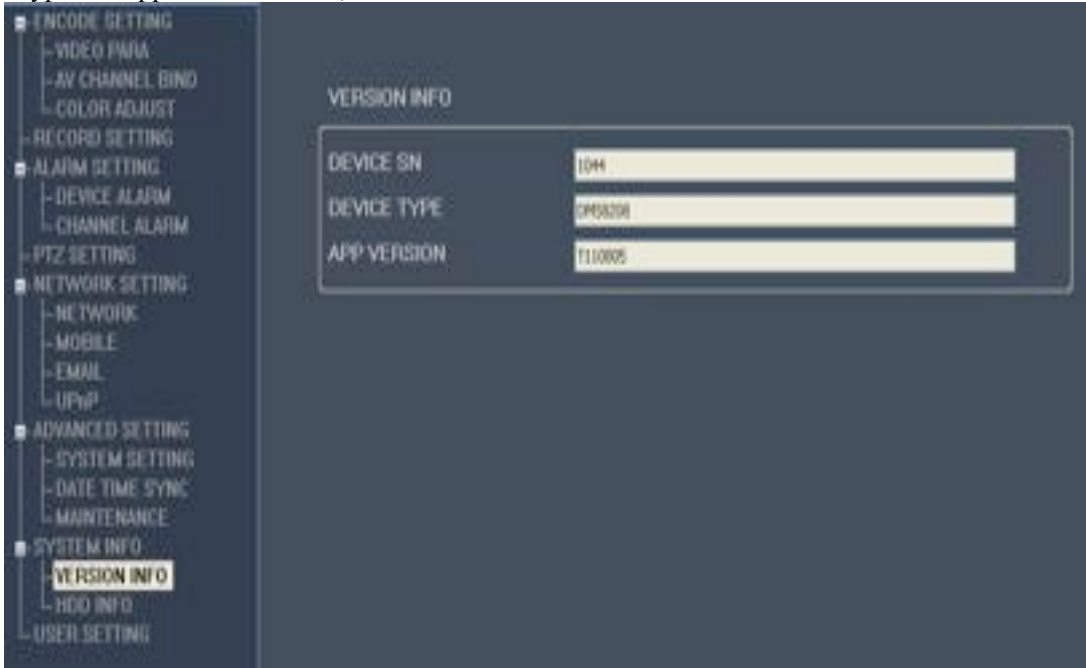 ENCODE SETTING
VIDEO PARA
AV CHANNEL BIND
COLOR ADJUST
RECORD SETTING
ALARM SETTING
DEVICE ALARM
CHANNEL ALARM
PTZ SETTING
NETWORK SETTING
NETWORK
MOBILE
EMAIL
UPnP
ADVANCED SETTING
SYSTEM SETTING
DATE TIME SYNC
MAINTENANCE
SYSTEM INFO
VERSION INFO
HDD INFO
USER SETTING
VERSION INFO
DEVICE SN 1044
DEVICE TYPE
APP VERSION